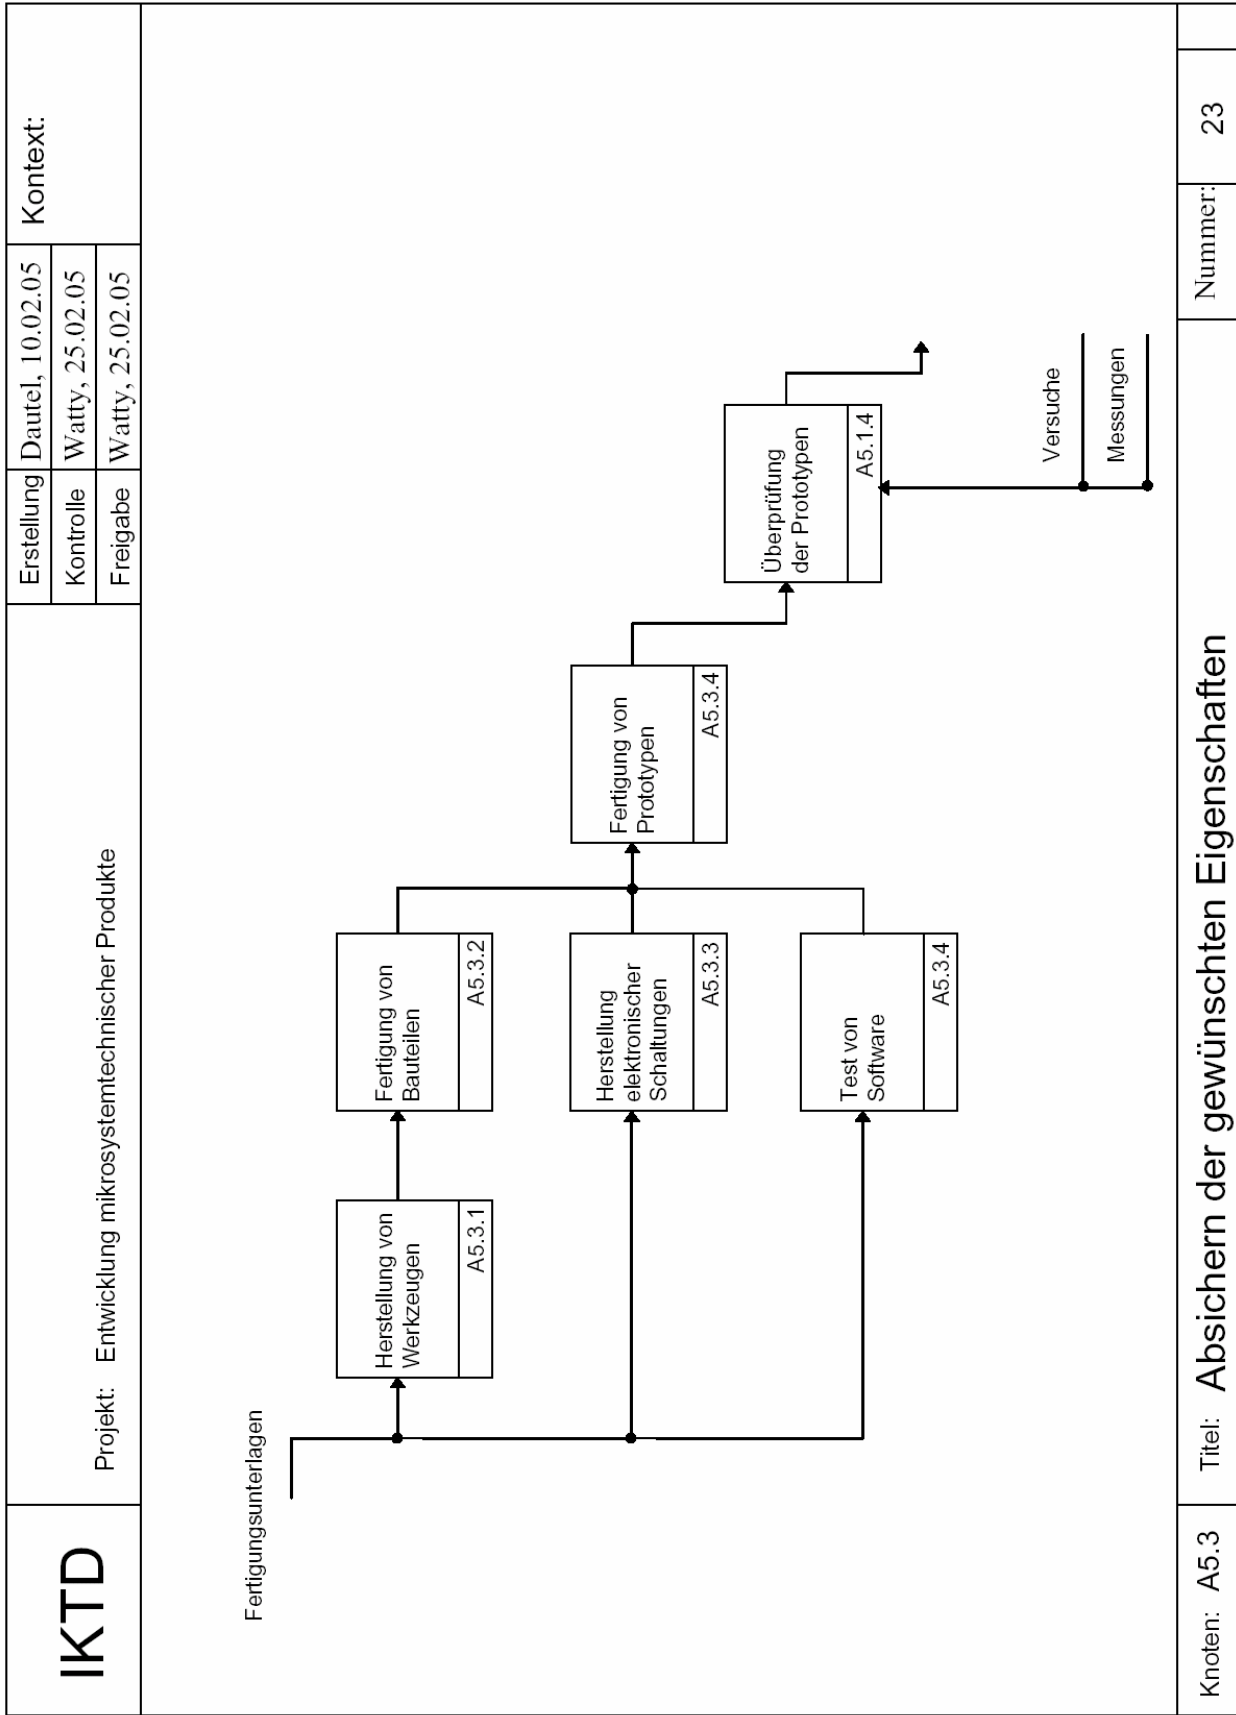 IKTD
Projekt: Entwicklung mikrosystemtechnischer Produkte
Erstellung Dautel, 10.02.05
Kontrolle Watty, 25.02.05
Freigabe Watty, 25.02.05
Kontext:
Fertigungsunterlagen
Herstellung von
Werkzeugen
A5.3.1
Fertigung von
Bauteilen
A5.3.2
Herstellung
elektronischer
Schaltungen
A5.3.3
Test von
Software
A5.3.4
Fertigung von
Prototypen
A5.3.4
Überprüfung
der Prototypen
A5.1.4
Versuche
Messungen
Knoten: A5.3
Titel: Absichern der gewünschten Eigenschaften
Nummer: 23